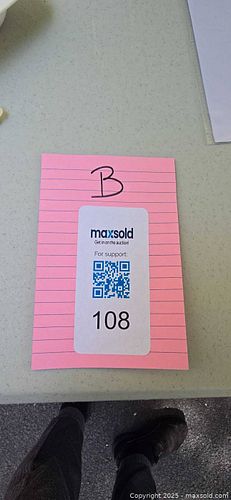 B
maxsold
Get in on the auction!
For support:
108
Copyright © 2025 - maxsold.com